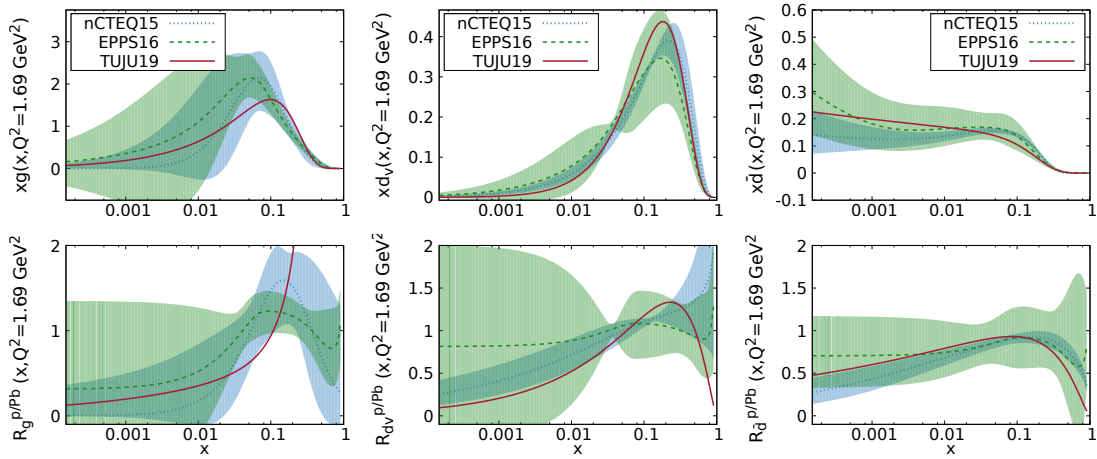 xg(x,Q²=1.69 GeV²)
nCTEQ15
EPPS16
TUJU19
3
2
1
0
0.001 0.01 0.1 1
xdᵥ(x,Q²=1.69 GeV²)
nCTEQ15
EPPS16
TUJU19
0.4
0.3
0.2
0.1
0
0.001 0.01 0.1 1
xd̄(x,Q²=1.69 GeV²)
nCTEQ15
EPPS16
TUJU19
0.6
0.5
0.4
0.3
0.2
0.1
0
-0.1
0.001 0.01 0.1 1
R_g^p/Pb (x,Q²=1.69 GeV²
2
1.5
1
0.5
0
0.001 0.01 0.1 1
x
R_dv^p/Pb (x,Q²=1.69 GeV²
2
1.5
1
0.5
0
0.001 0.01 0.1 1
x
R_d̄^p/Pb (x,Q²=1.69 GeV²
2
1.5
1
0.5
0
0.001 0.01 0.1 1
x